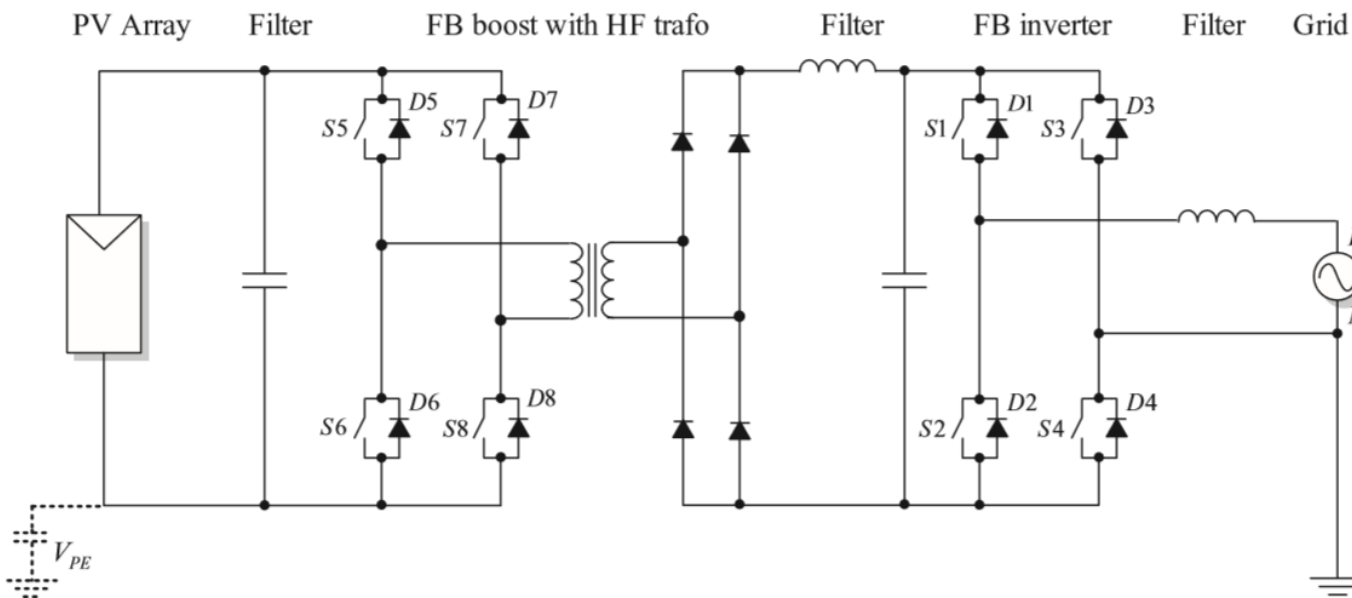 PV Array Filter FB boost with HF trafo Filter FB inverter Filter Grid
D5 D7 D1 D3
S5 S7 S1 S3
D6 D8 D2 D4
S6 S8 S2 S4
V_PE